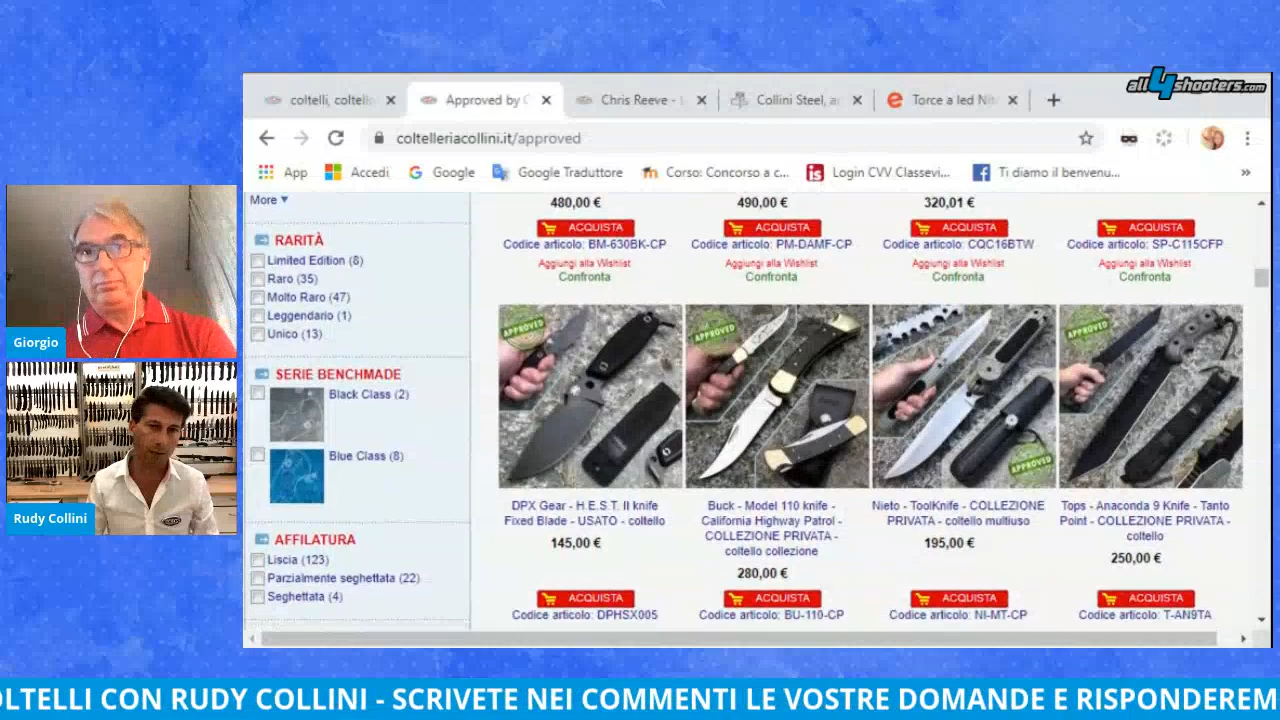 all4shooters.com
coltelli, coltelle
Approved by C
Chris Reeve -
Collini Steel, a
Torce a led Nit
coltelleriacollini.it/approved
App
Accedi
Google
Google Traduttore
Corso: Concorso a c...
Login CVV Classevi...
Ti diamo il benvenu...
»
More
RARITÀ
Limited Edition (8)
Raro (35)
Molto Raro (47)
Leggendario (1)
Unico (13)
SERIE BENCHMADE
Black Class (2)
Blue Class (8)
AFFILATURA
Liscia (123)
Parzialmente seghettata (22)
Seghettata (4)
480,00 €
490,00 €
320,01 €
ACQUISTA
ACQUISTA
ACQUISTA
ACQUISTA
Codice articolo: BM-630BK-CP
Codice articolo: PM-DAMF-CP
Codice articolo: CQC16BTW
Codice articolo: SP-C115CFP
Aggiungi alla Wishlist
Aggiungi alla Wishlist
Aggiungi alla Wishlist
Aggiungi alla Wishlist
Confronta
Confronta
Confronta
Confronta
APPROVED
APPROVED
APPROVED
APPROVED
DPX Gear - H.E.S.T. II knife
Fixed Blade - USATO - coltello
145,00 €
Buck - Model 110 knife -
California Highway Patrol -
COLLEZIONE PRIVATA -
coltello collezione
280,00 €
Nieto - ToolKnife - COLLEZIONE
PRIVATA - coltello multiuso
195,00 €
Tops - Anaconda 9 Knife - Tanto
Point - COLLEZIONE PRIVATA -
coltello
250,00 €
ACQUISTA
ACQUISTA
ACQUISTA
ACQUISTA
Codice articolo: DPHSX005
Codice articolo: BU-110-CP
Codice articolo: NI-MT-CP
Codice articolo: T-AN9TA
Giorgio
Rudy Collini
OLTELLI CON RUDY COLLINI - SCRIVETE NEI COMMENTI LE VOSTRE DOMANDE E RISPONDEREM